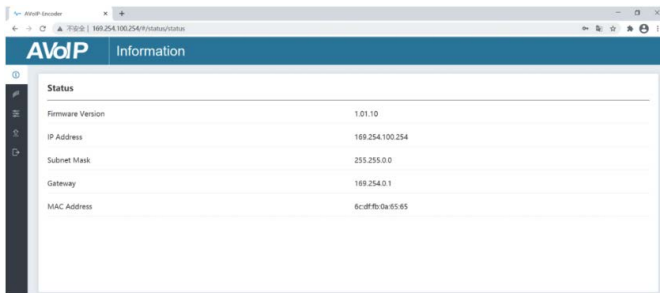 AVoIP-Encoder
不安全 | 169.254.100.254/#/status/status
AVoIP Information
Status
Firmware Version 1.01.10
IP Address 169.254.100.254
Subnet Mask 255.255.0.0
Gateway 169.254.0.1
MAC Address 6c:df:fb:0a:65:65